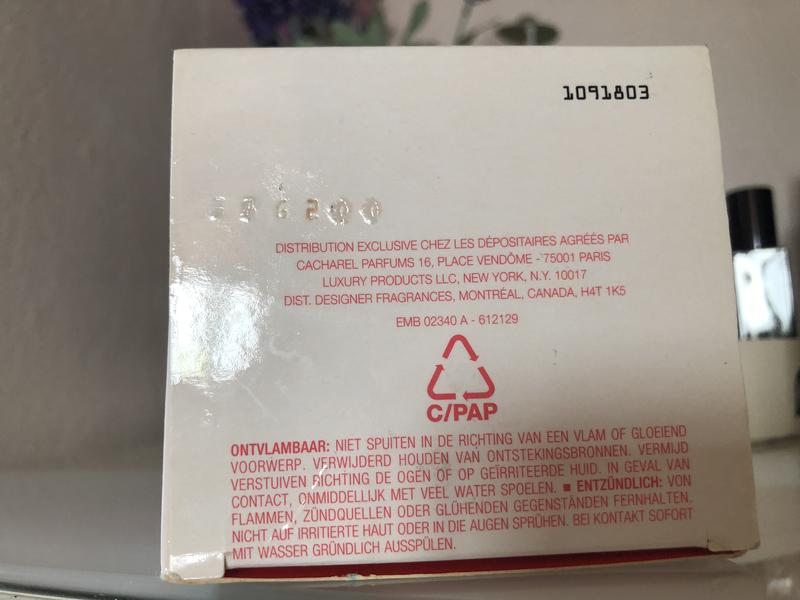 1091803
DISTRIBUTION EXCLUSIVE CHEZ LES DÉPOSITAIRES AGRÉÉS PAR
CACHAREL PARFUMS 16, PLACE VENDÔME - 75001 PARIS
LUXURY PRODUCTS LLC, NEW YORK, N.Y. 10017
DIST. DESIGNER FRAGRANCES, MONTRÉAL, CANADA, H4T 1K5
EMB 02340 A - 612129
C/PAP
ONTVLAMBAAR: NIET SPUITEN IN DE RICHTING VAN EEN VLAM OF GLOEIEND
VOORWERP. VERWIJDERD HOUDEN VAN ONTSTEKINGSBRONNEN. VERMIJD
VERSTUIVEN RICHTING DE OGEN OF OP GEÏRRITEERDE HUID. IN GEVAL VAN
CONTACT, ONMIDDELLIJK MET VEEL WATER SPOELEN. ■ ENTZÜNDLICH: VON
FLAMMEN, ZÜNDQUELLEN ODER GLÜHENDEN GEGENSTÄNDEN FERNHALTEN.
NICHT AUF IRRITIERTE HAUT ODER IN DIE AUGEN SPRÜHEN. BEI KONTAKT SOFORT
MIT WASSER GRÜNDLICH AUSSPÜLEN.